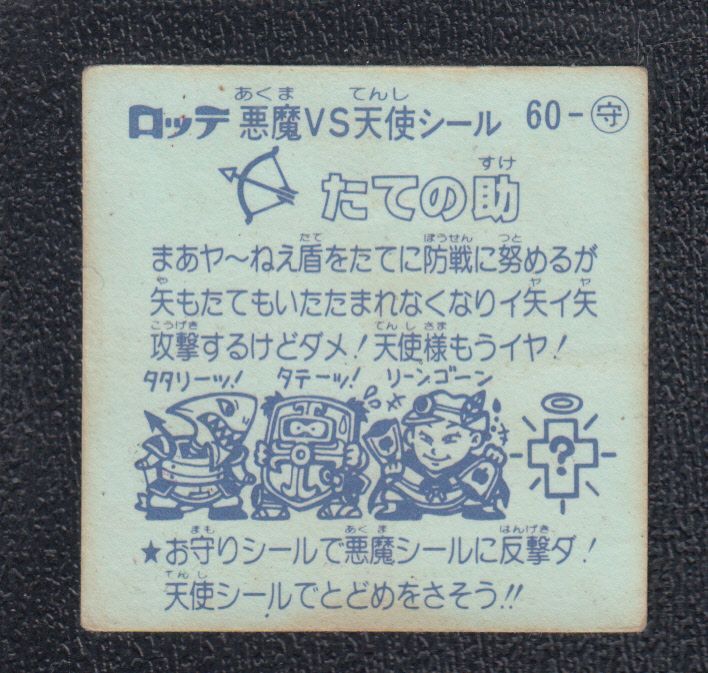 ロッテ 悪魔VS天使シール 60-守
たての助
まあヤ〜ねえ盾をたてに防戦に努めるが
矢もたてもいたたまれなくなりイ矢イ矢
攻撃するけどダメ！天使様もうイヤ！
タタリーッ！ タテーッ！ リーンゴーン
?
★お守りシールで悪魔シールに反撃ダ！
天使シールでとどめをさそう!!